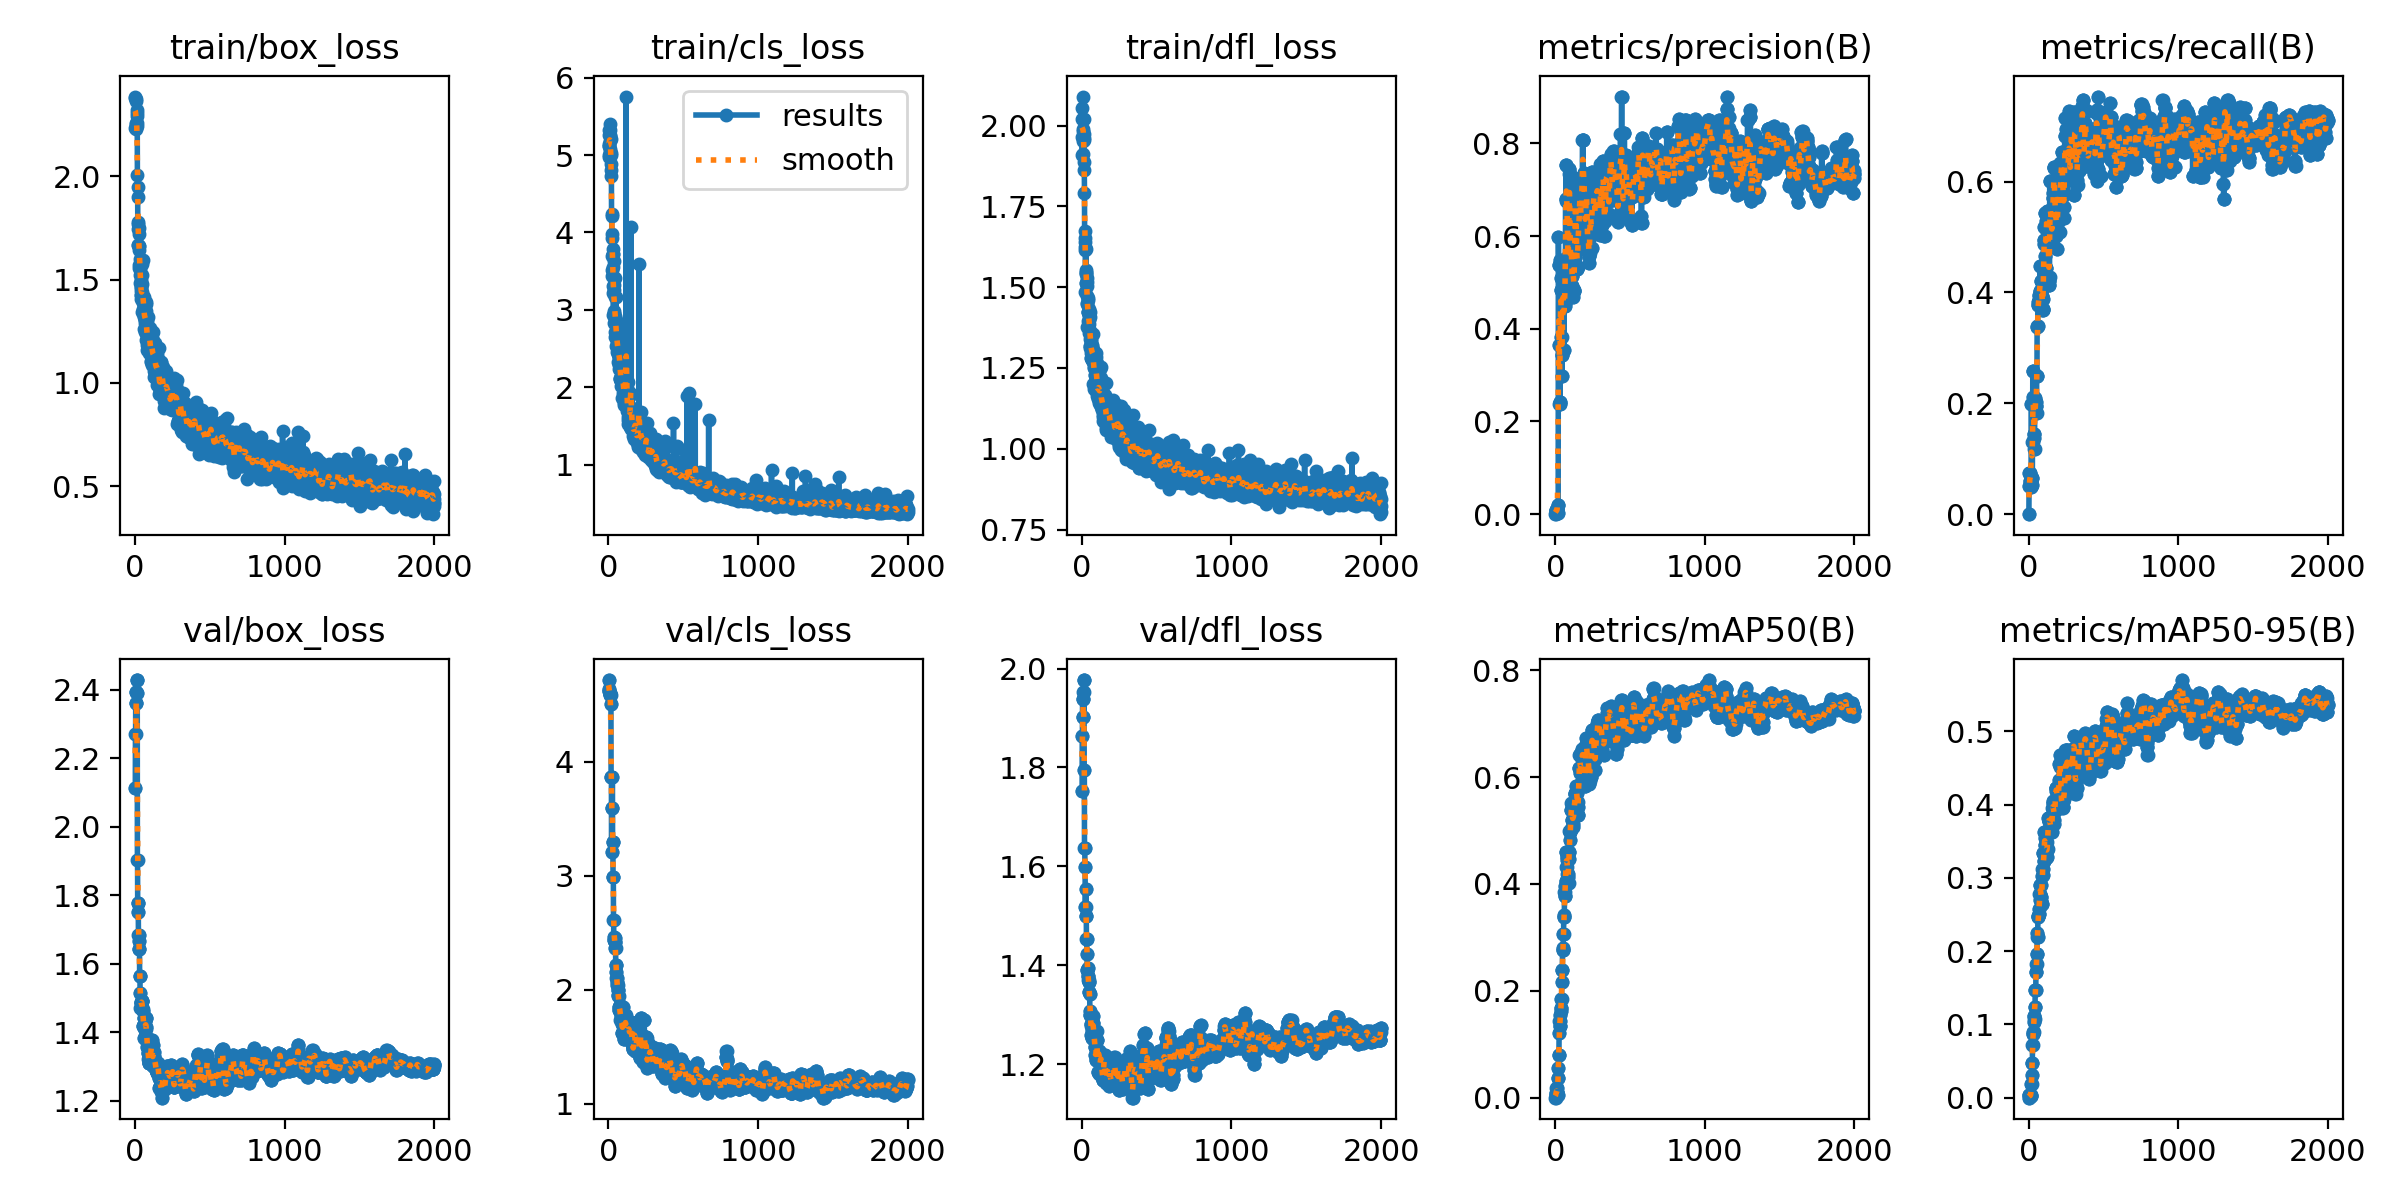 train/box_loss
2.0
1.5
1.0
0.5
0 1000 2000
train/cls_loss
6
5
4
3
2
1
0 1000 2000
results
smooth
train/dfl_loss
2.00
1.75
1.50
1.25
1.00
0.75
0 1000 2000
metrics/precision(B)
0.8
0.6
0.4
0.2
0.0
0 1000 2000
metrics/recall(B)
0.6
0.4
0.2
0.0
0 1000 2000
val/box_loss
2.4
2.2
2.0
1.8
1.6
1.4
1.2
0 1000 2000
val/cls_loss
4
3
2
1
0 1000 2000
val/dfl_loss
2.0
1.8
1.6
1.4
1.2
0 1000 2000
metrics/mAP50(B)
0.8
0.6
0.4
0.2
0.0
0 1000 2000
metrics/mAP50-95(B)
0.5
0.4
0.3
0.2
0.1
0.0
0 1000 2000